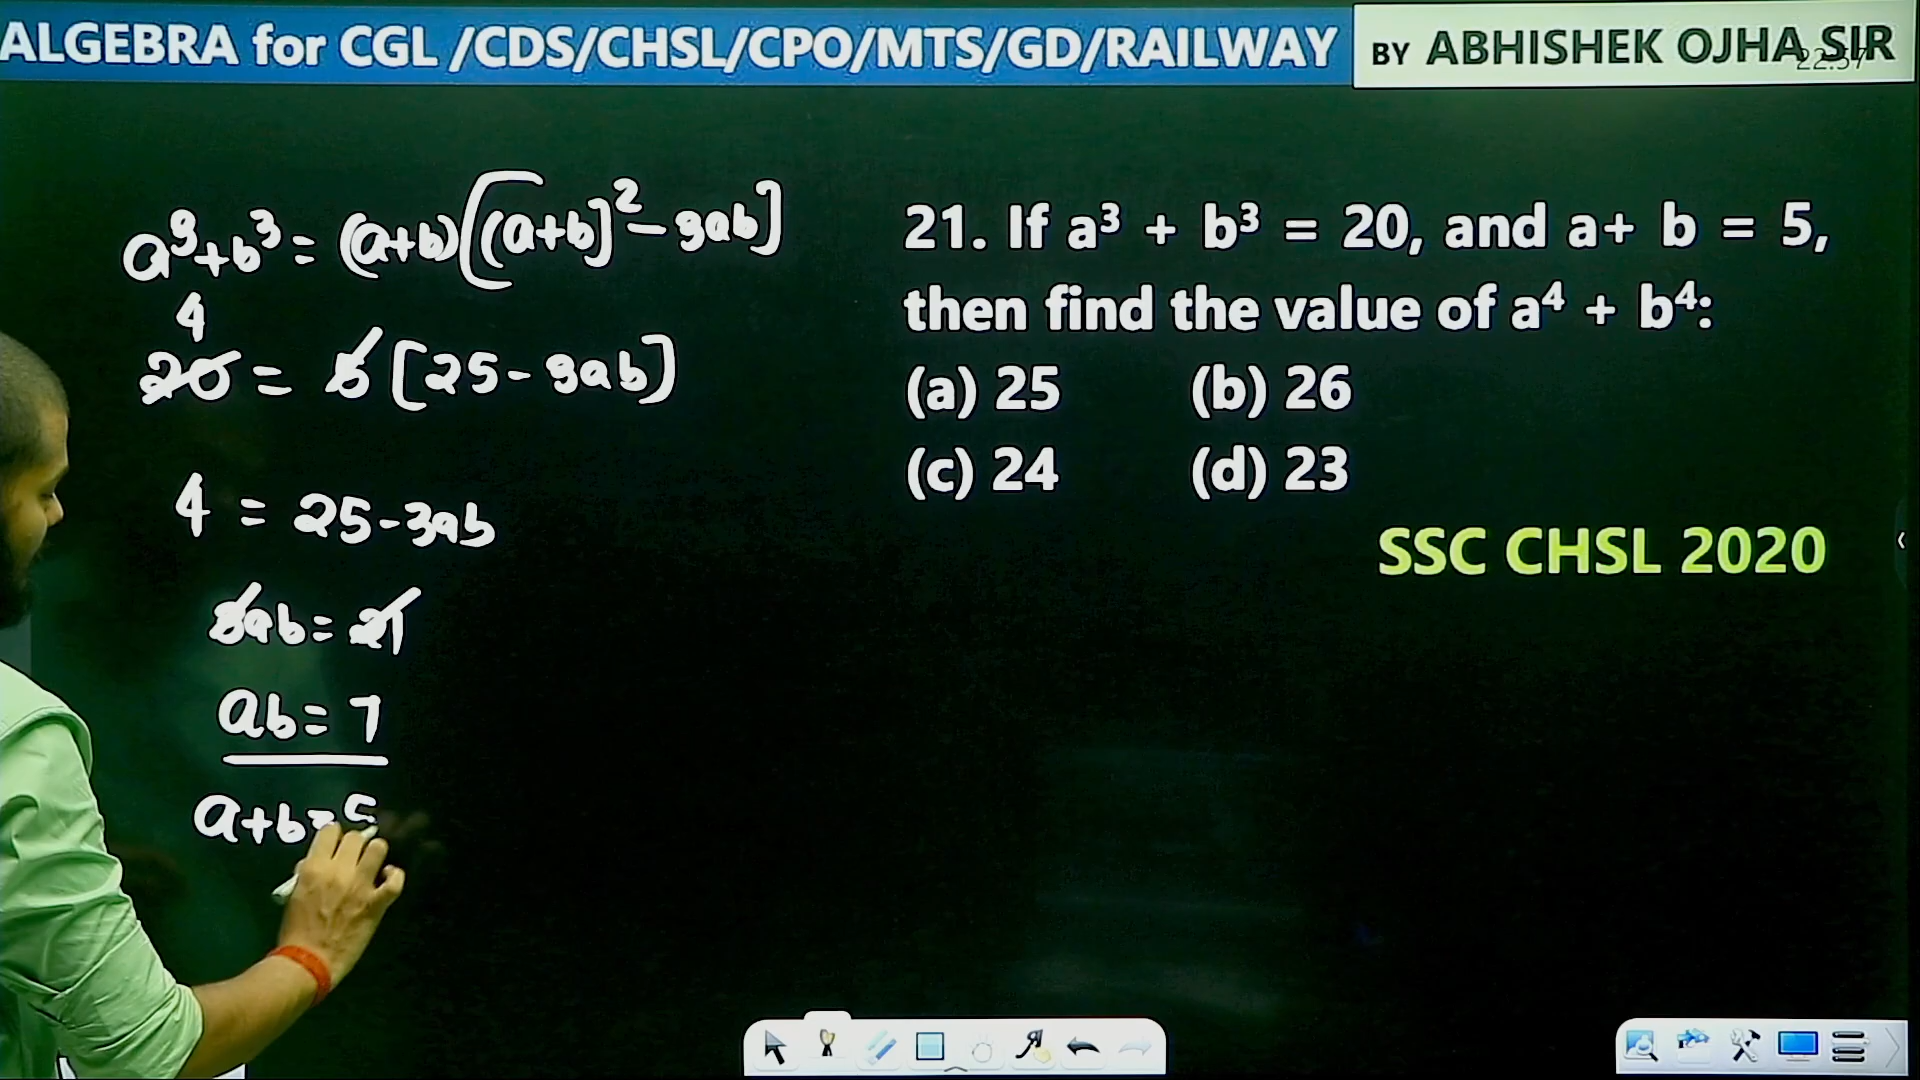 ALGEBRA for CGL /CDS/CHSL/CPO/MTS/GD/RAILWAY
BY ABHISHEK OJHA SIR
22:57
a³+b³= (a+b)[(a+b]²-3ab]
4
20 = 5 [25-3ab]
4 = 25-3ab
3ab= 21
ab= 7
a+b=5
21. If a³ + b³ = 20, and a+ b = 5,
then find the value of a⁴ + b⁴:
(a) 25 (b) 26
(c) 24 (d) 23
SSC CHSL 2020